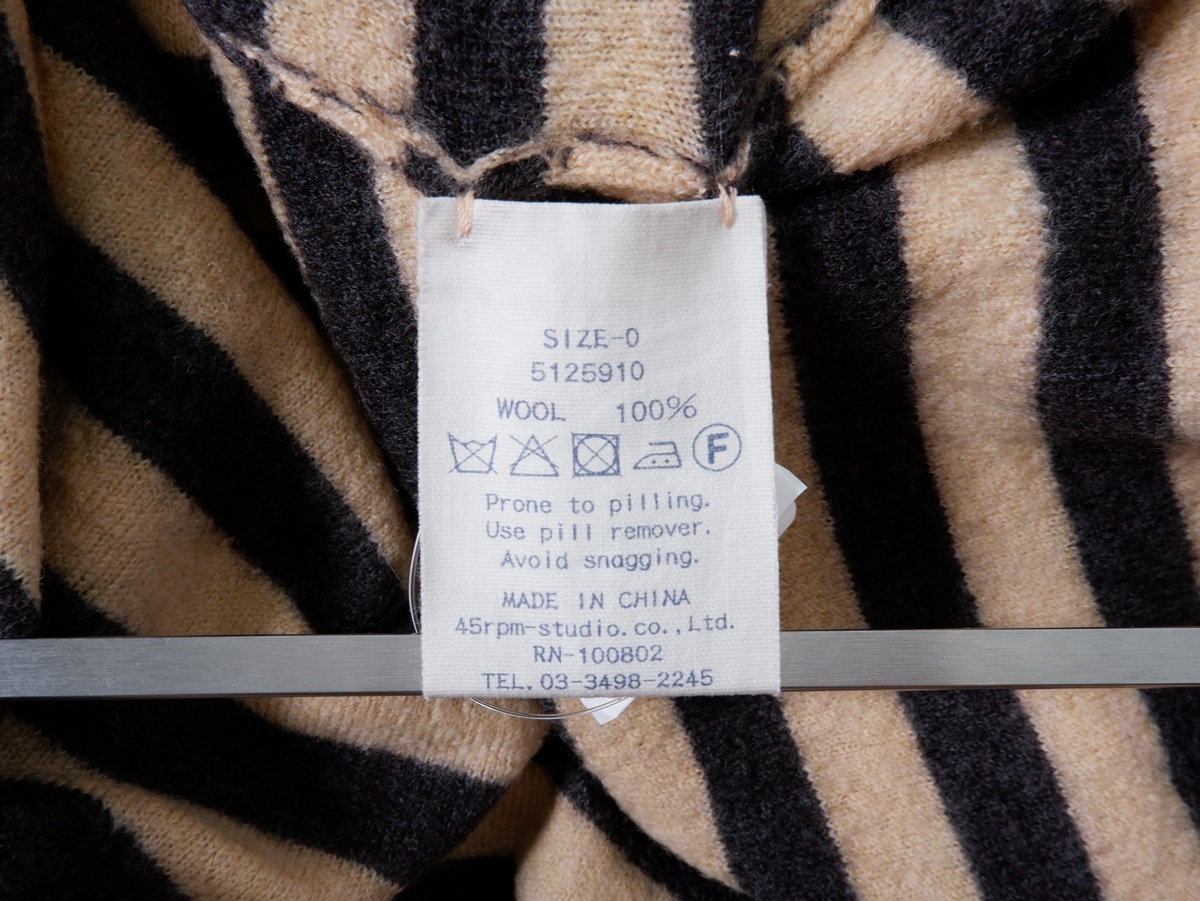 SIZE-0
5125910
WOOL 100%
F
Prone to pilling.
Use pill remover.
Avoid snagging.
MADE IN CHINA
45rpm-studio.co.,Ltd.
RN-100802
TEL.03-3498-2245